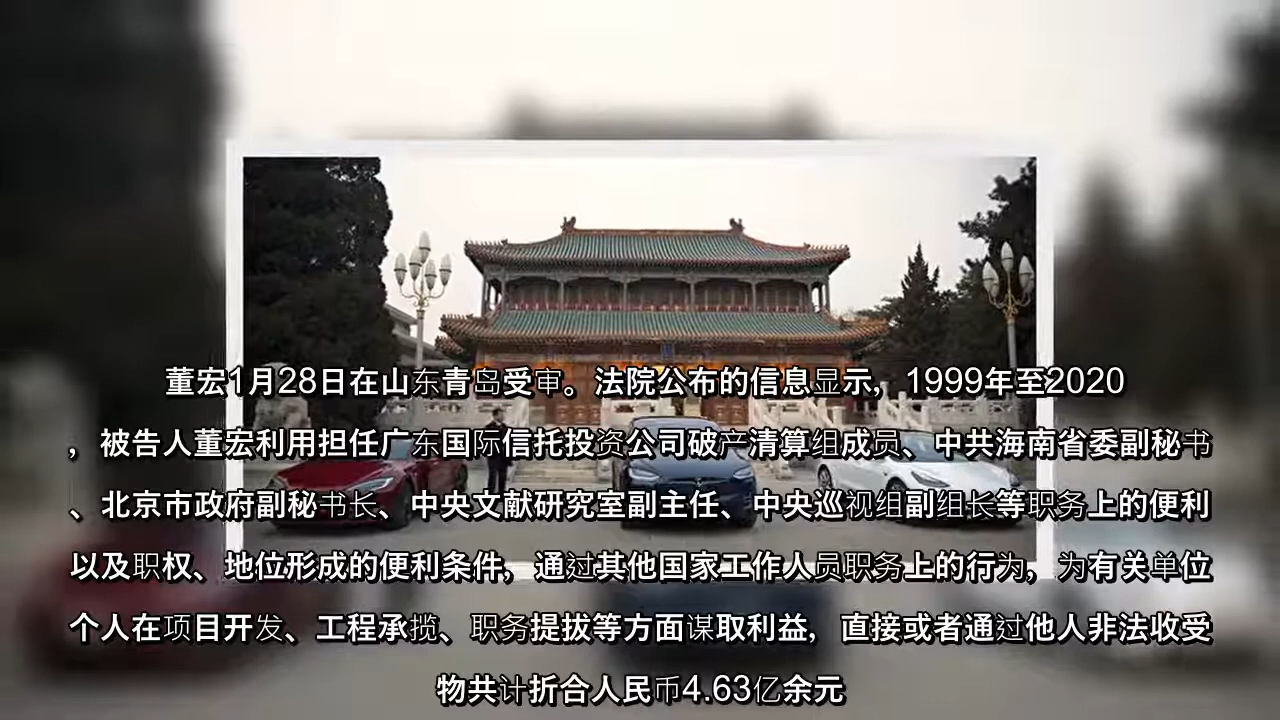 董宏1月28日在山东青岛受审。法院公布的信息显示，1999年至2020
，被告人董宏利用担任广东国际信托投资公司破产清算组成员、中共海南省委副秘书
、北京市政府副秘书长、中央文献研究室副主任、中央巡视组副组长等职务上的便利
以及职权、地位形成的便利条件，通过其他国家工作人员职务上的行为，为有关单位
个人在项目开发、工程承揽、职务提拔等方面谋取利益，直接或者通过他人非法收受
物共计折合人民币4.63亿余元